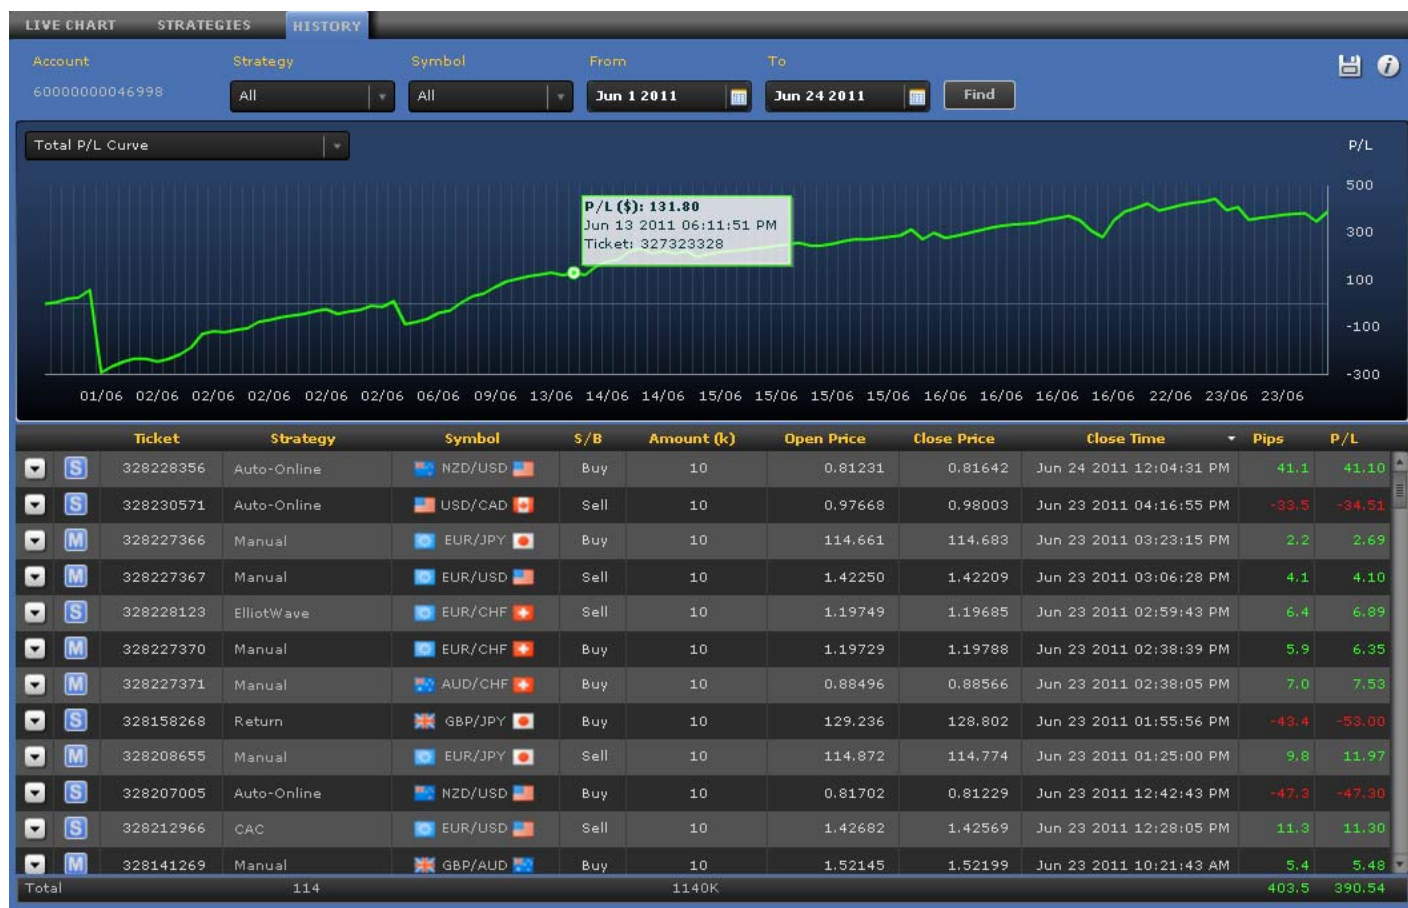 LIVE CHART STRATEGIES HISTORY
Account Strategy Symbol From To
60000000046998 All All Jun 1 2011 Jun 24 2011 Find
Total P/L Curve P/L
500
P/L ($): 131.80
Jun 13 2011 06:11:51 PM
Ticket: 327323328
300
100
-100
-300
01/06 02/06 02/06 02/06 02/06 02/06 06/06 09/06 13/06 14/06 14/06 15/06 15/06 15/06 15/06 16/06 16/06 16/06 16/06 22/06 23/06 23/06
Ticket Strategy Symbol S/B Amount (k) Open Price Close Price Close Time Pips P/L
S 328228356 Auto-Online NZD/USD Buy 10 0.81231 0.81642 Jun 24 2011 12:04:31 PM 41.1 41.10
S 328230571 Auto-Online USD/CAD Sell 10 0.97668 0.98003 Jun 23 2011 04:16:55 PM -33.5 -34.51
M 328227366 Manual EUR/JPY Buy 10 114.661 114.683 Jun 23 2011 03:23:15 PM 2.2 2.69
M 328227367 Manual EUR/USD Sell 10 1.42250 1.42209 Jun 23 2011 03:06:28 PM 4.1 4.10
S 328228123 ElliotWave EUR/CHF Sell 10 1.19749 1.19685 Jun 23 2011 02:59:43 PM 6.4 6.89
M 328227370 Manual EUR/CHF Buy 10 1.19729 1.19788 Jun 23 2011 02:38:39 PM 5.9 6.35
M 328227371 Manual AUD/CHF Buy 10 0.88496 0.88566 Jun 23 2011 02:38:05 PM 7.0 7.53
S 328158268 Return GBP/JPY Buy 10 129.236 128.802 Jun 23 2011 01:55:56 PM -43.4 -53.00
M 328208655 Manual EUR/JPY Sell 10 114.872 114.774 Jun 23 2011 01:25:00 PM 9.8 11.97
S 328207005 Auto-Online NZD/USD Buy 10 0.81702 0.81229 Jun 23 2011 12:42:43 PM -47.3 -47.30
S 328212966 CAC EUR/USD Sell 10 1.42682 1.42569 Jun 23 2011 12:28:05 PM 11.3 11.30
M 328141269 Manual GBP/AUD Buy 10 1.52145 1.52199 Jun 23 2011 10:21:43 AM 5.4 5.48
Total 114 1140K 403.5 390.54